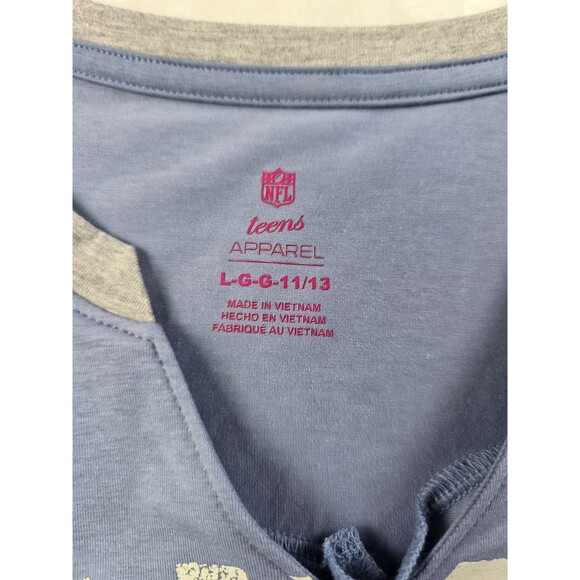 NFL
teens
APPAREL
L-G-G-11/13
MADE IN VIETNAM
HECHO EN VIETNAM
FABRIQUÉ AU VIETNAM